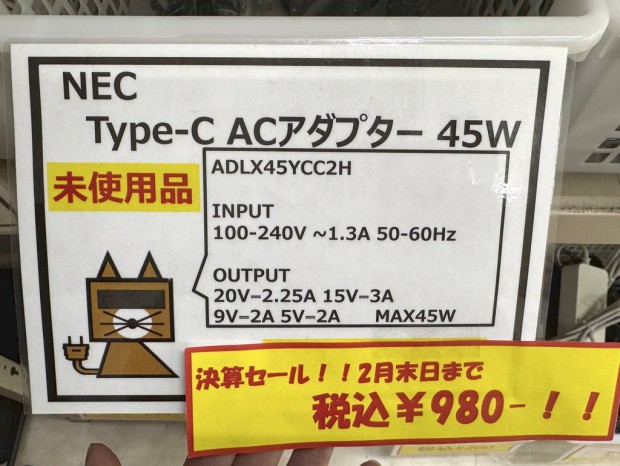 NEC
Type-C ACアダプター 45W
未使用品
ADLX45YCC2H
INPUT
100-240V ~1.3A 50-60Hz
OUTPUT
20V⎓2.25A 15V⎓3A
9V⎓2A 5V⎓2A MAX45W
決算セール！！2月末日まで
税込￥980-！！